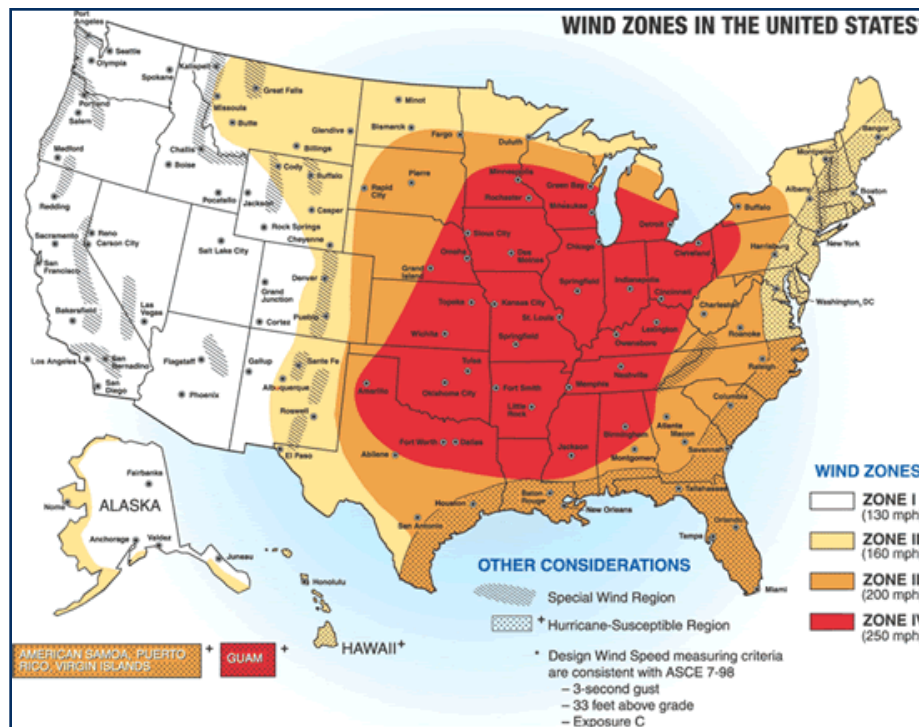 WIND ZONES IN THE UNITED STATES
Port
Angeles
Seattle
Olympia
Spokane
Kalispell
Great Falls
Missoula
Butte
Glendive
Billings
Minot
Bismarck
Fargo
Duluth
Portland
Salem
Medford
Challis
Boise
Pocatello
Cody
Buffalo
Jackson
Casper
Rock Springs
Cheyenne
Rapid
City
Pierre
Minneapolis
Rochester
Green Bay
Milwaukee
Detroit
Buffalo
Albany
Montpelier
Bangor
Boston
New York
Harrisburg
Washington, DC
Redding
Sacramento
San
Francisco
Reno
Carson City
Salt Lake City
Grand
Junction
Cortez
Denver
Pueblo
Grand
Island
Omaha
Sioux City
Des
Moines
Chicago
Springfield
Indianapolis
Cleveland
Cincinnati
Charleston
Roanoke
Raleigh
Bakersfield
Las
Vegas
Los Angeles
San
Bernadino
San
Diego
Flagstaff
Phoenix
Gallup
Sante Fe
Albuquerque
Roswell
El Paso
Amarillo
Topeka
Kansas City
St. Louis
Wichita
Springfield
Tulsa
Oklahoma City
Fort Smith
Little
Rock
Memphis
Nashville
Lexington
Owensboro
Columbia
Atlanta
Macon
Savannah
Birmingham
Montgomery
Jackson
Fort Worth
Dallas
Abilene
San Antonio
Houston
Baton
Rouge
New Orleans
Tallahassee
Orlando
Tampa
Miami
Fairbanks
ALASKA
Nome
Anchorage
Valdez
Juneau
Honolulu
HAWAII+
AMERICAN SAMOA, PUERTO
RICO, VIRGIN ISLANDS
+
GUAM
+
OTHER CONSIDERATIONS
Special Wind Region
+ Hurricane-Susceptible Region
* Design Wind Speed measuring criteria
are consistent with ASCE 7-98
– 3-second gust
– 33 feet above grade
– Exposure C
WIND ZONES
ZONE I
(130 mph
ZONE II
(160 mph
ZONE II
(200 mph
ZONE IV
(250 mph